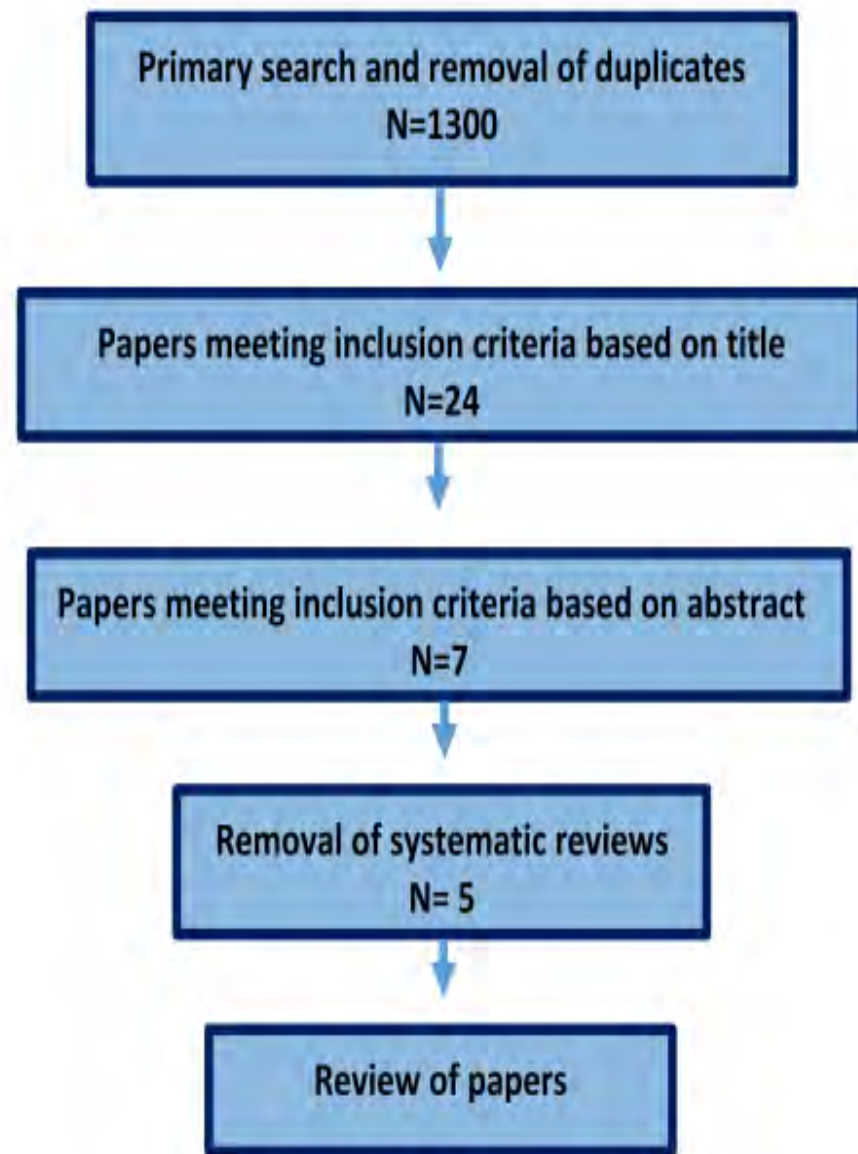 Primary search and removal of duplicates
N=1300
Papers meeting inclusion criteria based on title
N=24
Papers meeting inclusion criteria based on abstract
N=7
Removal of systematic reviews
N= 5
Review of papers